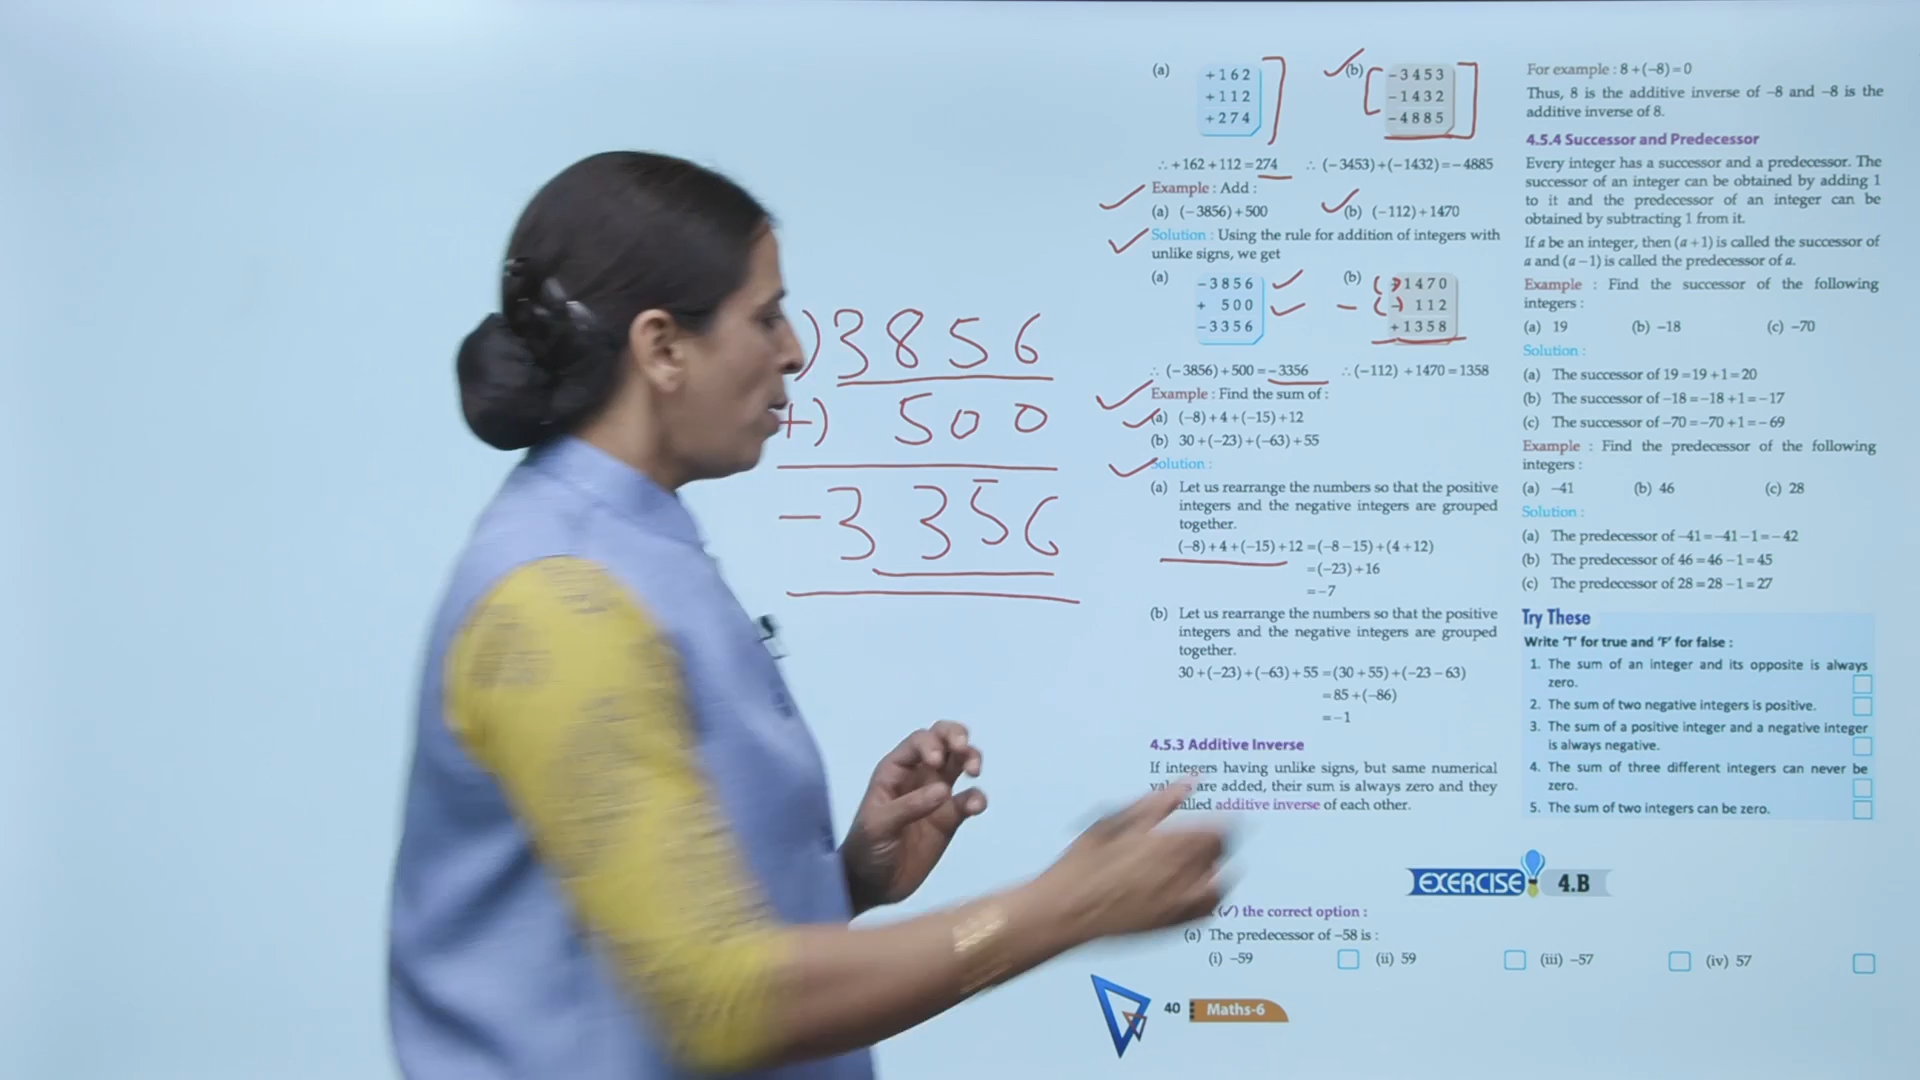 ) 3856
+) 500
-3356
(a)
+162
+112
+274
(b)
-3453
-1432
-4885
∴ +162+112=274 ∴ (-3453)+(-1432)=-4885
Example : Add :
(a) (-3856)+500 (b) (-112)+1470
Solution : Using the rule for addition of integers with
unlike signs, we get
(a)
-3856
+ 500
-3356
(b)
1470
- 112
+1358
∴ (-3856)+500=-3356 ∴(-112) +1470=1358
Example : Find the sum of :
(a) (-8)+4+(-15)+12
(b) 30+(-23)+(-63)+55
Solution :
(a) Let us rearrange the numbers so that the positive
integers and the negative integers are grouped
together.
(-8)+4+(-15)+12=(-8-15)+(4+12)
=(-23)+16
=-7
(b) Let us rearrange the numbers so that the positive
integers and the negative integers are grouped
together.
30+(-23)+(-63)+55=(30+55)+(-23-63)
=85+(-86)
=-1
4.5.3 Additive Inverse
If integers having unlike signs, but same numerical
are added, their sum is always zero and they
additive inverse of each other.
For example : 8+(-8)=0
Thus, 8 is the additive inverse of -8 and -8 is the
additive inverse of 8.
4.5.4 Successor and Predecessor
Every integer has a successor and a predecessor. The
successor of an integer can be obtained by adding 1
to it and the predecessor of an integer can be
obtained by subtracting 1 from it.
If a be an integer, then (a+1) is called the successor of
a and (a-1) is called the predecessor of a.
Example : Find the successor of the following
integers :
(a) 19 (b) -18 (c) -70
Solution :
(a) The successor of 19=19+1=20
(b) The successor of -18=-18+1=-17
(c) The successor of -70=-70+1=-69
Example : Find the predecessor of the following
integers :
(a) -41 (b) 46 (c) 28
Solution :
(a) The predecessor of -41=-41-1=-42
(b) The predecessor of 46=46-1=45
(c) The predecessor of 28=28-1=27
Try These
Write 'T' for true and 'F' for false :
1. The sum of an integer and its opposite is always
zero.
2. The sum of two negative integers is positive.
3. The sum of a positive integer and a negative integer
is always negative.
4. The sum of three different integers can never be
zero.
5. The sum of two integers can be zero.
EXERCISE 4.B
(✓) the correct option :
(a) The predecessor of -58 is :
(i) -59 (ii) 59 (iii) -57 (iv) 57
40 Maths-6